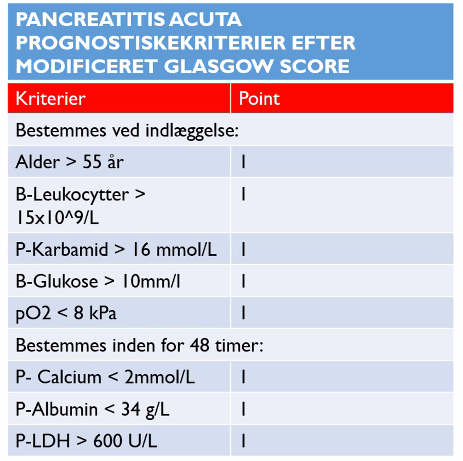 PANCREATITIS ACUTA
PROGNOSTISKEKRITERIER EFTER
MODIFICERET GLASGOW SCORE
Kriterier Point
Bestemmes ved indlæggelse:
Alder > 55 år 1
B-Leukocytter > 1
15x10^9/L
P-Karbamid > 16 mmol/L 1
B-Glukose > 10mm/l 1
pO2 < 8 kPa 1
Bestemmes inden for 48 timer:
P- Calcium < 2mmol/L 1
P-Albumin < 34 g/L 1
P-LDH > 600 U/L 1